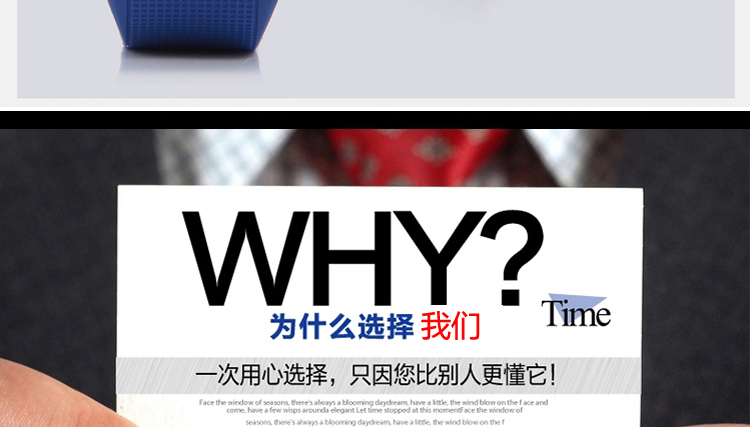 WHY?
为什么选择 我们
Time
一次用心选择，只因您比别人更懂它！
Face the window of seasons, there's always a blooming daydream, have a little, the wind blow on the f ace and
come, have a few wisps arounda elegant Let time stopped at this momentFace the window of
seasons, there's always a blooming daydream, have a little, the wind blow on the f